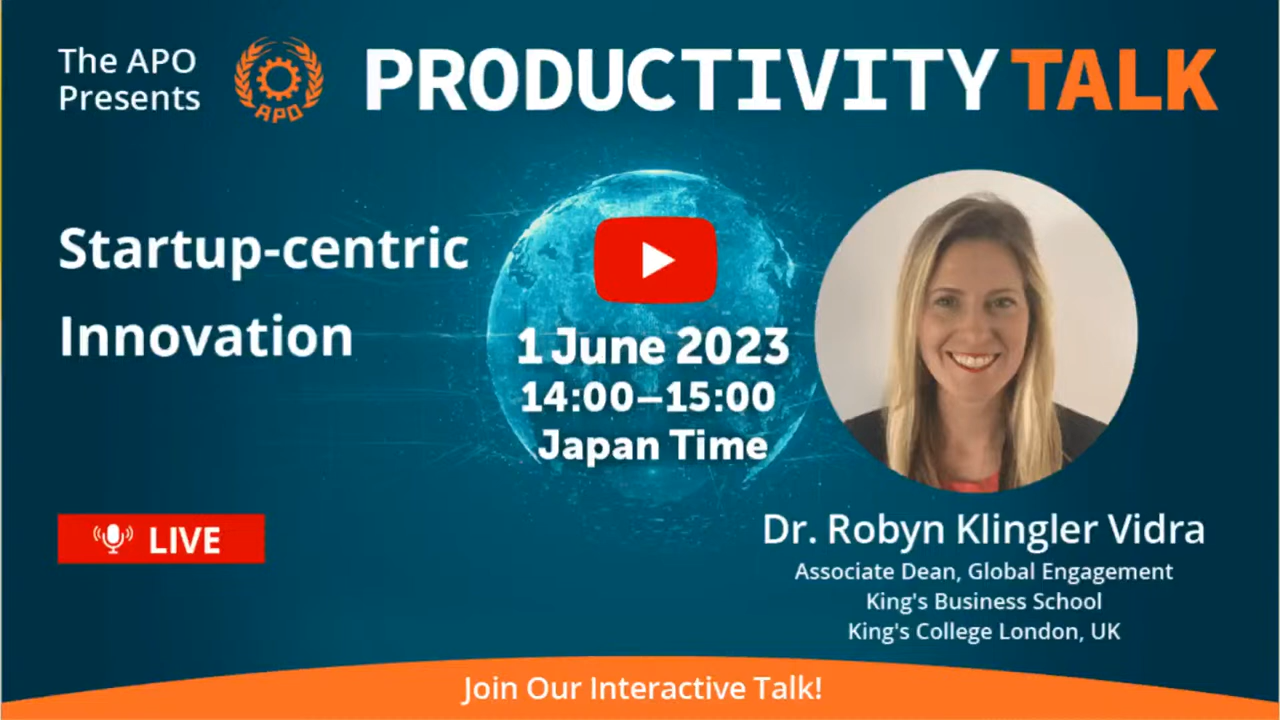 The APO
Presents
APO
PRODUCTIVITY TALK
Startup-centric
Innovation
1 June 2023
14:00–15:00
Japan Time
LIVE
Dr. Robyn Klingler Vidra
Associate Dean, Global Engagement
King's Business School
King's College London, UK
Join Our Interactive Talk!